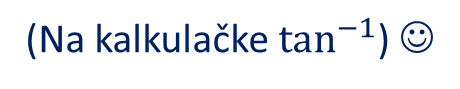 (Na kalkulačke tan⁻¹) ☺